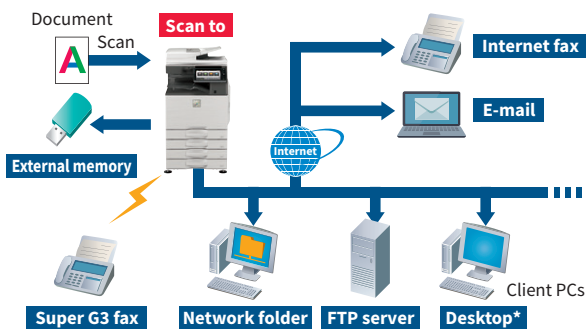 Document
Scan
A
Scan to
Internet fax
E-mail
External memory
Internet
Super G3 fax
Network folder
FTP server
Desktop*
Client PCs